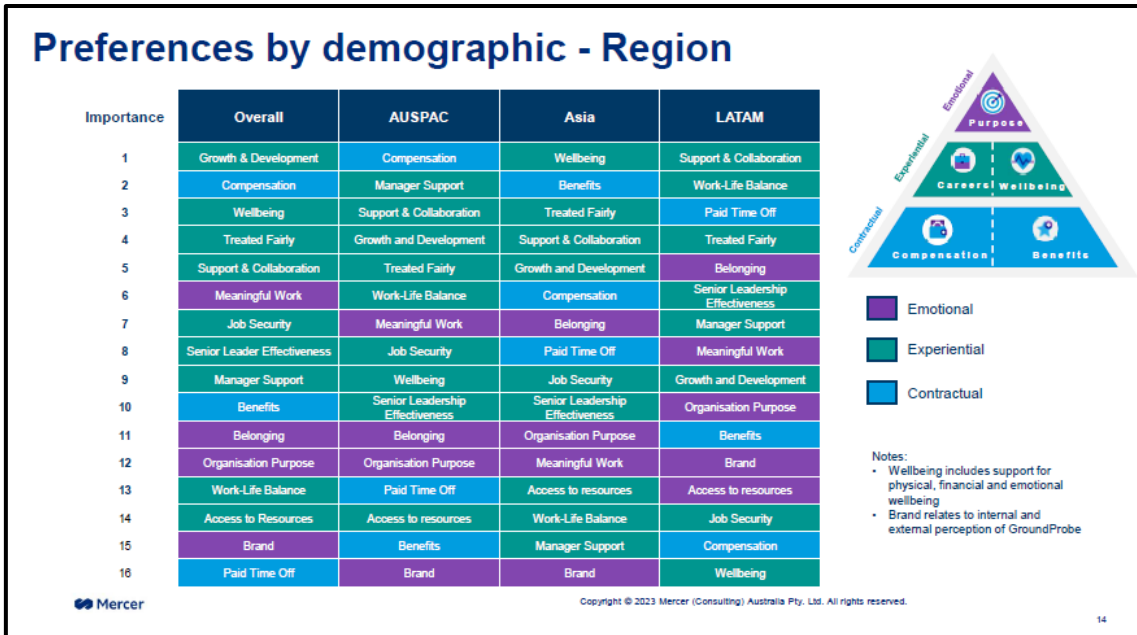 Preferences by demographic - Region
Importance Overall AUSPAC Asia LATAM
1 Growth & Development Compensation Wellbeing Support & Collaboration
2 Compensation Manager Support Benefits Work-Life Balance
3 Wellbeing Support & Collaboration Treated Fairly Paid Time Off
4 Treated Fairly Growth and Development Support & Collaboration Treated Fairly
5 Support & Collaboration Treated Fairly Growth and Development Belonging
6 Meaningful Work Work-Life Balance Compensation Senior Leadership Effectiveness
7 Job Security Meaningful Work Belonging Manager Support
8 Senior Leader Effectiveness Job Security Paid Time Off Meaningful Work
9 Manager Support Wellbeing Job Security Growth and Development
10 Benefits Senior Leadership Effectiveness Senior Leadership Effectiveness Organisation Purpose
11 Belonging Belonging Organisation Purpose Benefits
12 Organisation Purpose Organisation Purpose Meaningful Work Brand
13 Work-Life Balance Paid Time Off Access to resources Access to resources
14 Access to Resources Access to resources Work-Life Balance Job Security
15 Brand Benefits Manager Support Compensation
16 Paid Time Off Brand Brand Wellbeing
Emotional
Purpose
Experiential
Careers Wellbeing
Contractual
Compensation Benefits
Emotional
Experiential
Contractual
Notes:
• Wellbeing includes support for
physical, financial and emotional
wellbeing
• Brand relates to internal and
external perception of GroundProbe
Mercer
Copyright © 2023 Mercer (Consulting) Australia Pty. Ltd. All rights reserved.
14